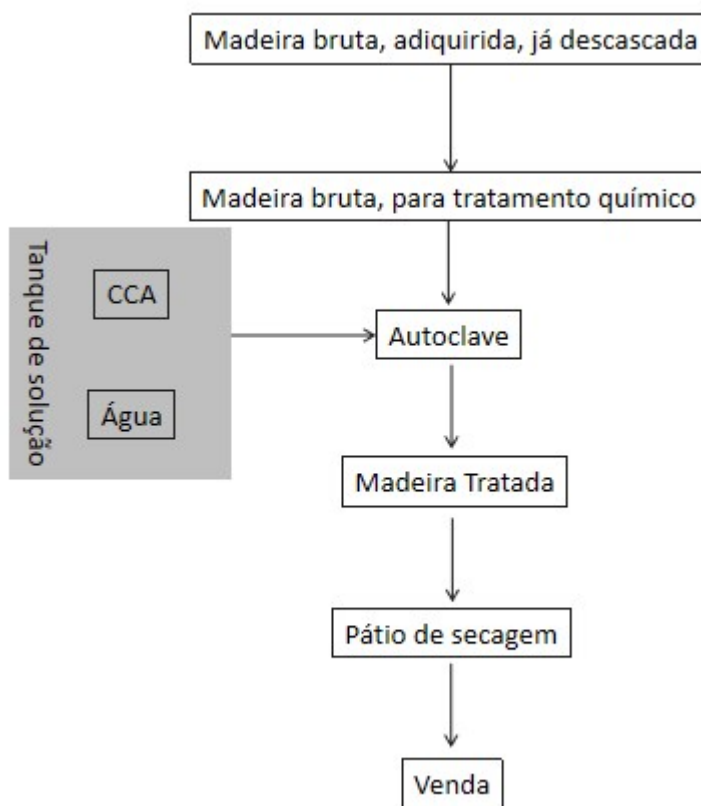 Madeira bruta, adiquirida, já descascada
Madeira bruta, para tratamento químico
Tanque de solução
CCA
Água
Autoclave
Madeira Tratada
Pátio de secagem
Venda